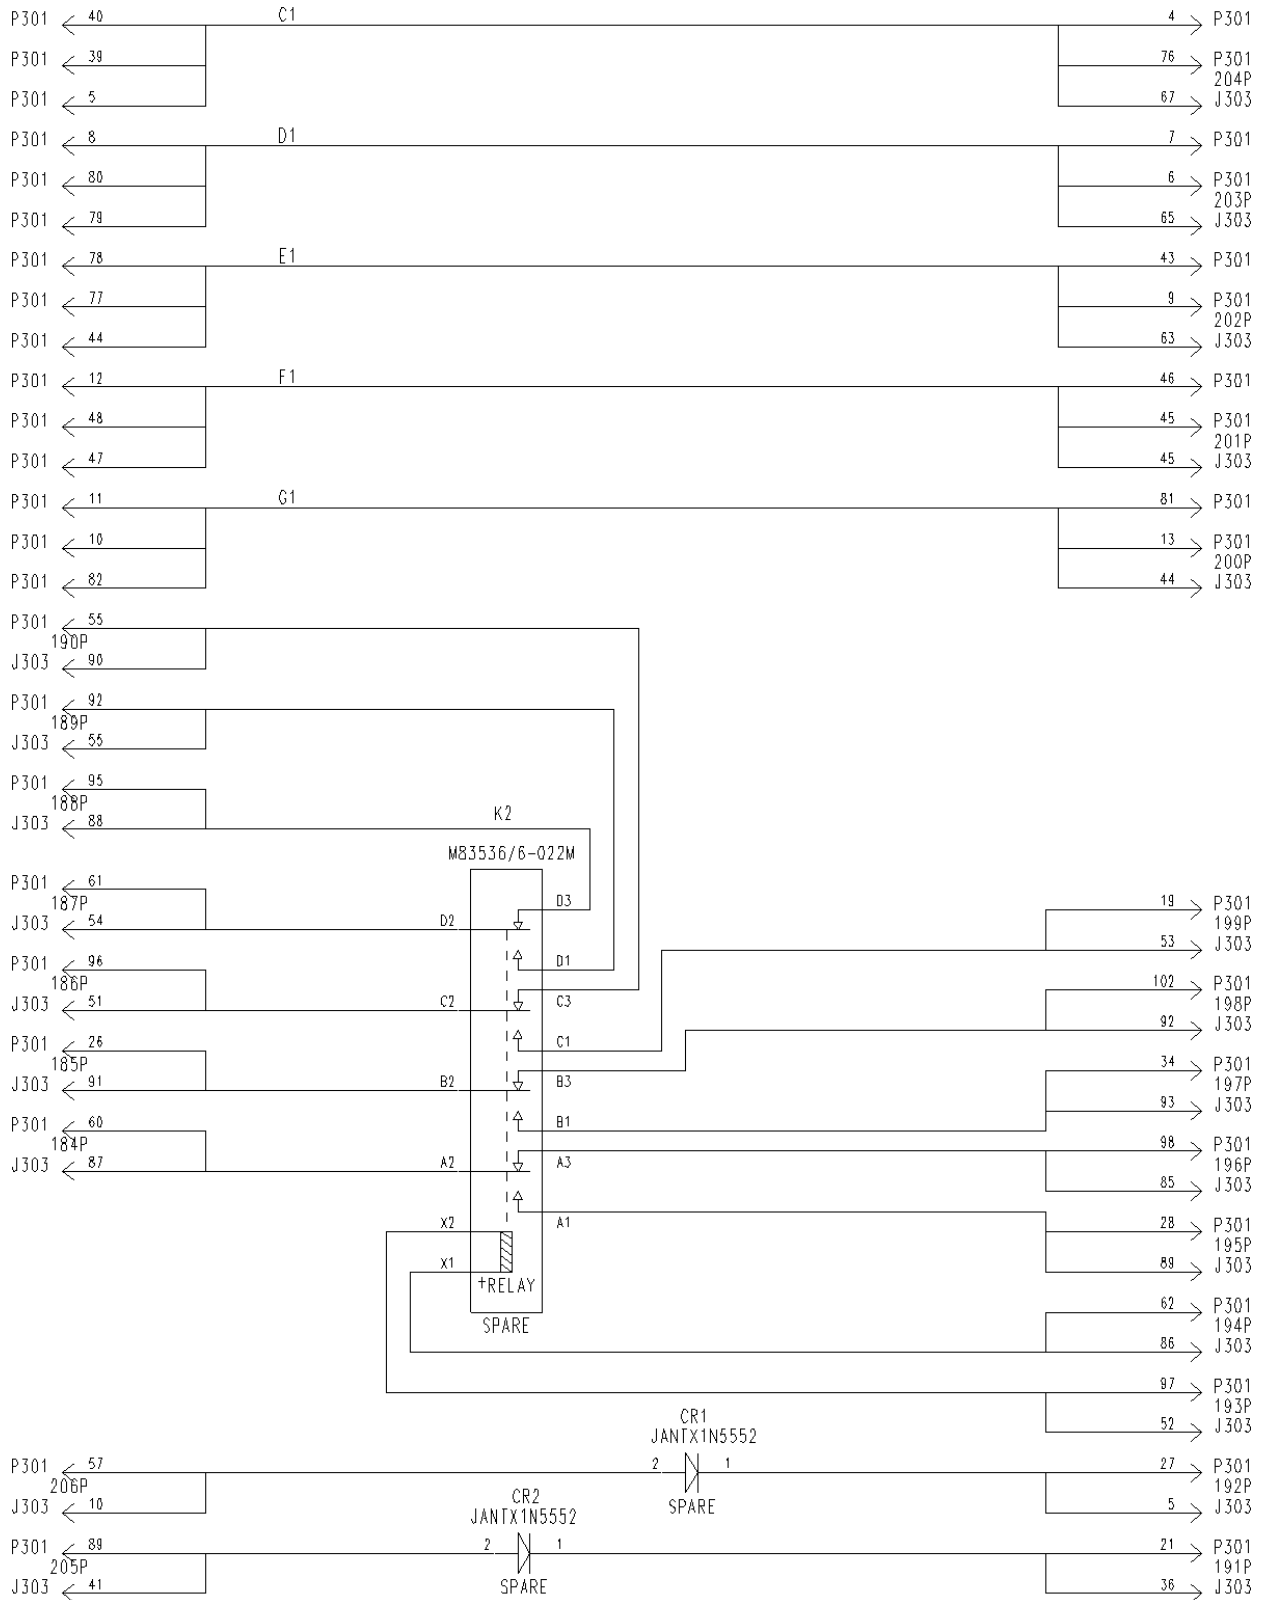 P301 40 C1 4 P301
P301 39 76 P301
204P
P301 5 67 J303
P301 8 D1 7 P301
P301 80 6 P301
203P
P301 79 65 J303
P301 78 E1 43 P301
P301 77 9 P301
202P
P301 44 63 J303
P301 12 F1 46 P301
P301 48 45 P301
201P
P301 47 45 J303
P301 11 G1 81 P301
P301 10 13 P301
200P
P301 82 44 J303
P301 55
190P
J303 90
P301 92
189P
J303 55
P301 95
188P
J303 88
K2
M83536/6-022M
P301 61
187P
D3 19 P301
199P
J303 54 D2
53 J303
P301 96 D1
186P
102 P301
198P
J303 51 C2 C3
92 J303
P301 26 C1
185P
34 P301
197P
J303 91 B2 B3
93 J303
P301 60 B1
184P
98 P301
196P
J303 87 A2 A3
85 J303
X2 A1 28 P301
195P
X1 89 J303
+RELAY
62 P301
SPARE 194P
86 J303
97 P301
193P
CR1 52 J303
JANTX1N5552
P301 57 2 1 27 P301
206P 192P
J303 10 CR2 SPARE 5 J303
JANTX1N5552
P301 89 2 1 21 P301
205P 191P
J303 41 SPARE 36 J303